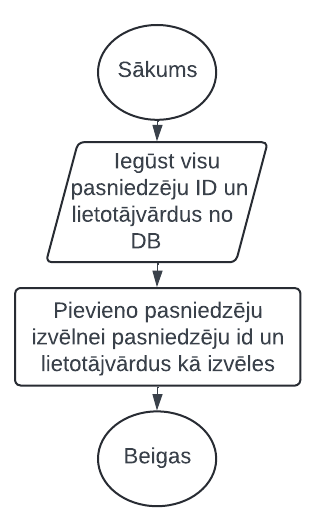 Sākums
Iegūst visu
pasniedzēju ID un
lietotājvārdus no
DB
Pievieno pasniedzēju
izvēlnei pasniedzēju id un
lietotājvārdus kā izvēles
Beigas